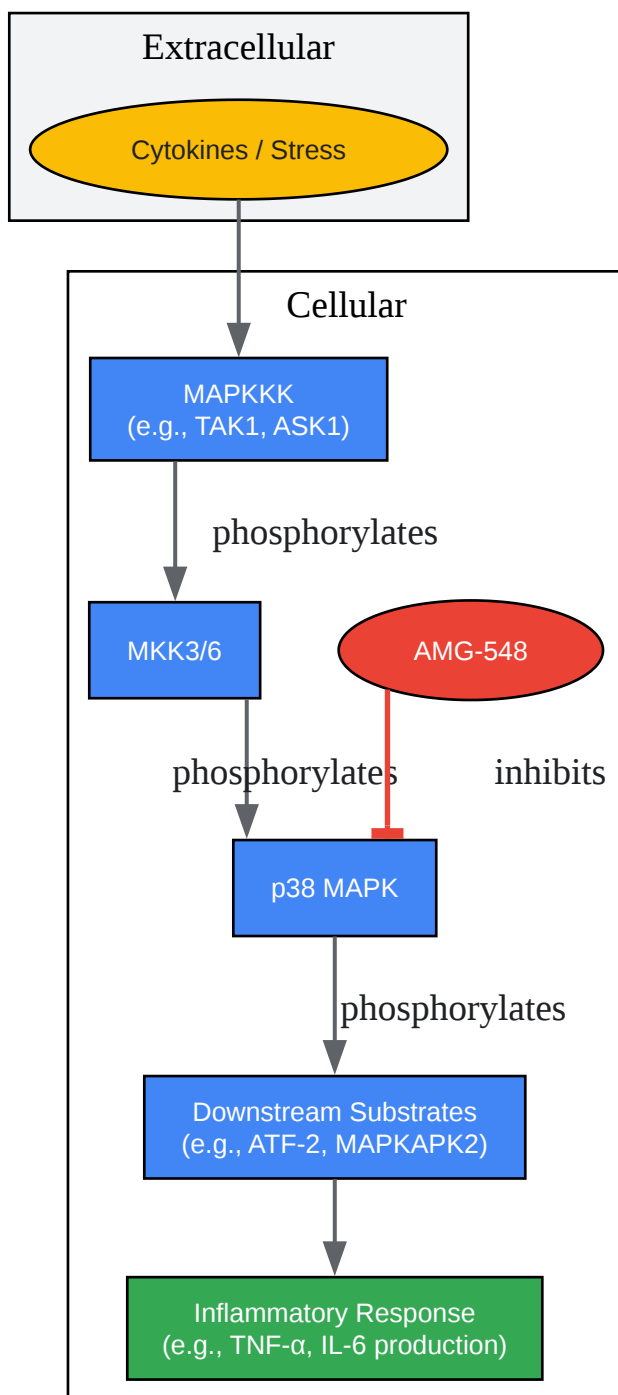 Extracellular
Cytokines / Stress
Cellular
MAPKKK
(e.g., TAK1, ASK1)
phosphorylates
MKK3/6
AMG-548
phosphorylates
inhibits
p38 MAPK
phosphorylates
Downstream Substrates
(e.g., ATF-2, MAPKAPK2)
Inflammatory Response
(e.g., TNF-α, IL-6 production)